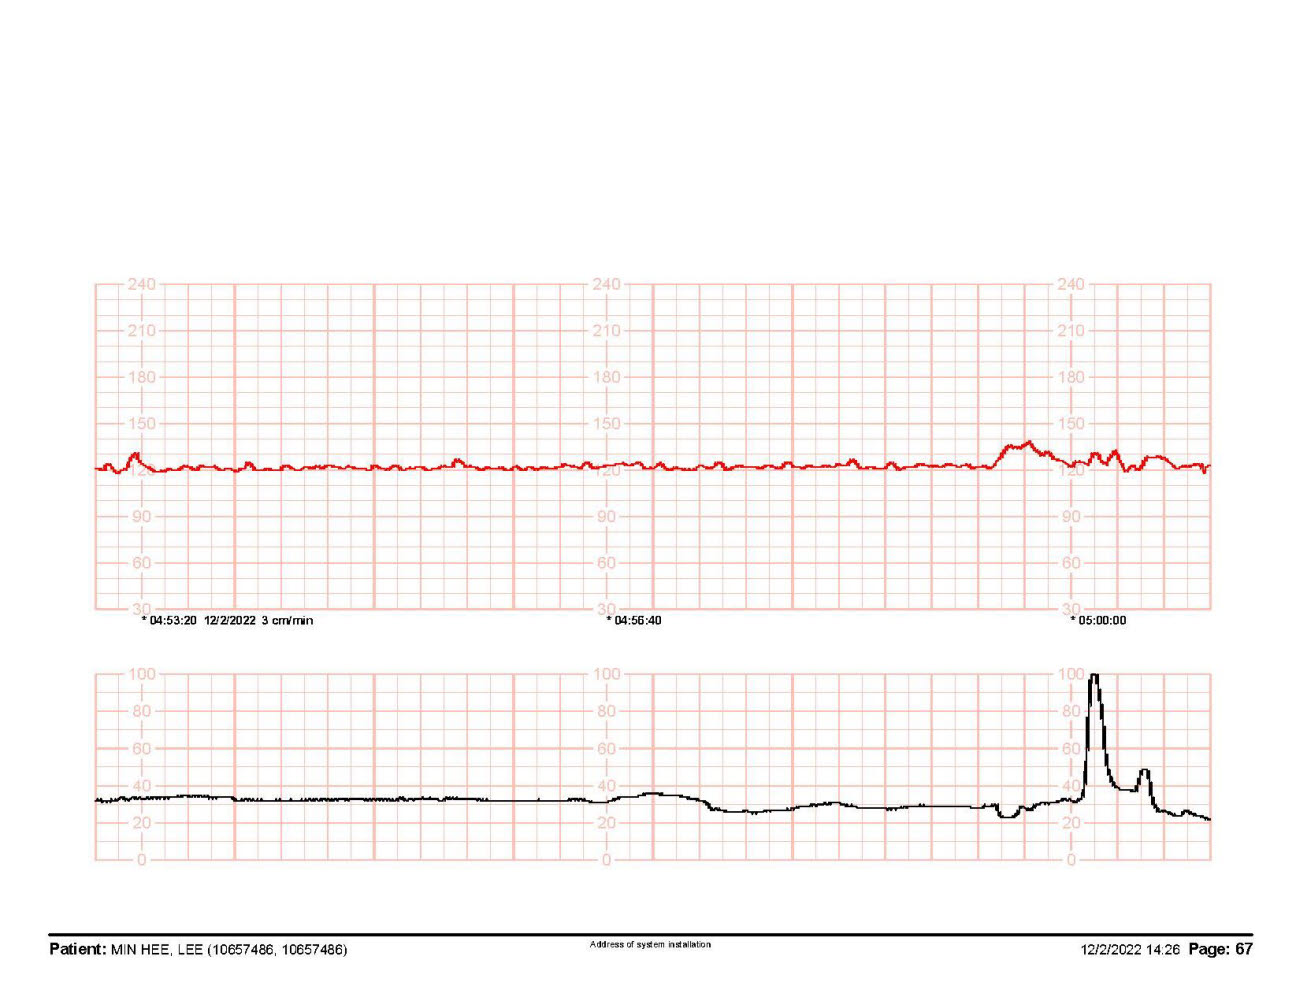 240 240 240
210 210 210
180 180 180
150 150 150
120 120 120
90 90 90
60 60 60
30 30 30
* 04:53:20 12/2/2022 3 cm/min * 04:56:40 * 05:00:00
100 100 100
80 80 80
60 60 60
40 40 40
20 20 20
0 0 0
Patient: MIN HEE, LEE (10657486, 10657486) Address of system installation 12/2/2022 14:26 Page: 67